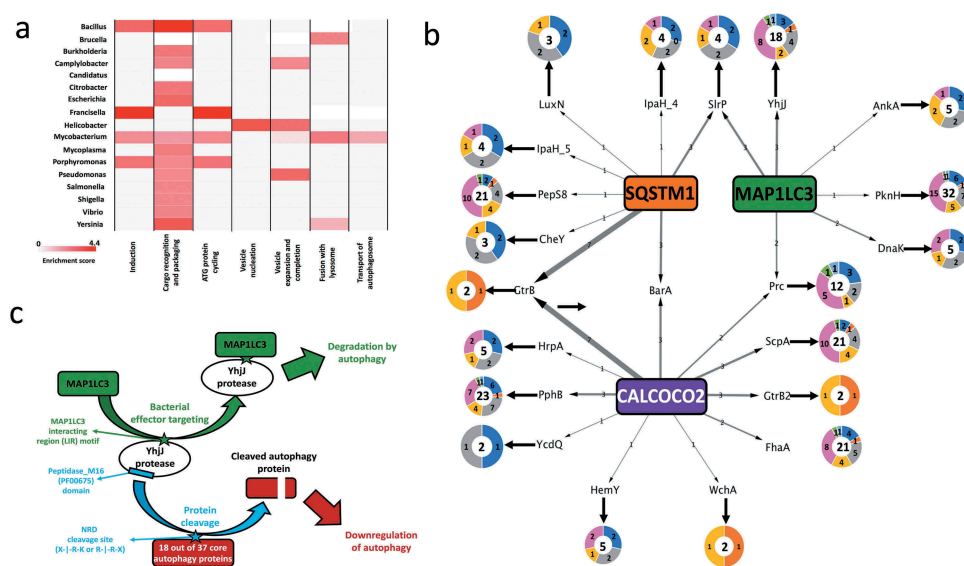 a
Bacillus
Brucella
Burkholderia
Camplylobacter
Candidatus
Citrobacter
Escherichia
Francisella
Helicobacter
Mycobacterium
Mycoplasma
Porphyromonas
Pseudomonas
Salmonella
Shigella
Vibrio
Yersinia
0
4.4
Enrichment score
Induction
Cargo recognition
and packaging
ATG protein
cycling
Vesicle
nucleation
Vesicle
expansion and
completion
Fusion with
lysosome
Transport of
autophagosome
b
LuxN
IpaH_4
SlrP
YhjJ
AnkA
IpaH_5
PepS8
CheY
GtrB
BarA
PknH
DnaK
Prc
ScpA
GtrB2
FhaA
HrpA
PphB
YcdQ
HemY
WchA
SQSTM1
MAP1LC3
CALCOCO2
3
4
4
18
5
4
21
3
2
32
5
12
21
2
21
5
23
2
5
2
c
MAP1LC3
MAP1LC3
YhjJ
protease
Degradation by
autophagy
Bacterial
effector targeting
MAP1LC3
interacting
region (LIR) motif
YhjJ
protease
Peptidase_M16
(PF00675)
domain
Cleaved autophagy
protein
Protein
cleavage
NRD
cleavage site
(X-|-R-K or R-|-R-X)
18 out of 37 core
autophagy proteins
Downregulation
of autophagy